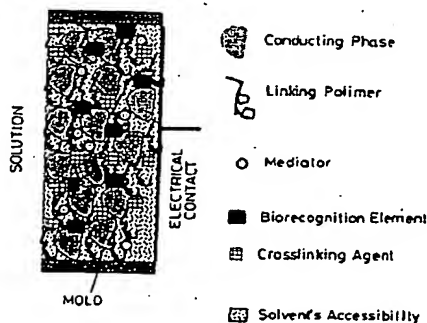 SOLUTION
ELECTRICAL
CONTACT
MOLD
Conducting Phase
Linking Polimer
Mediator
Biorecognition Element
Crosslinking Agent
Solvent's Accessibility